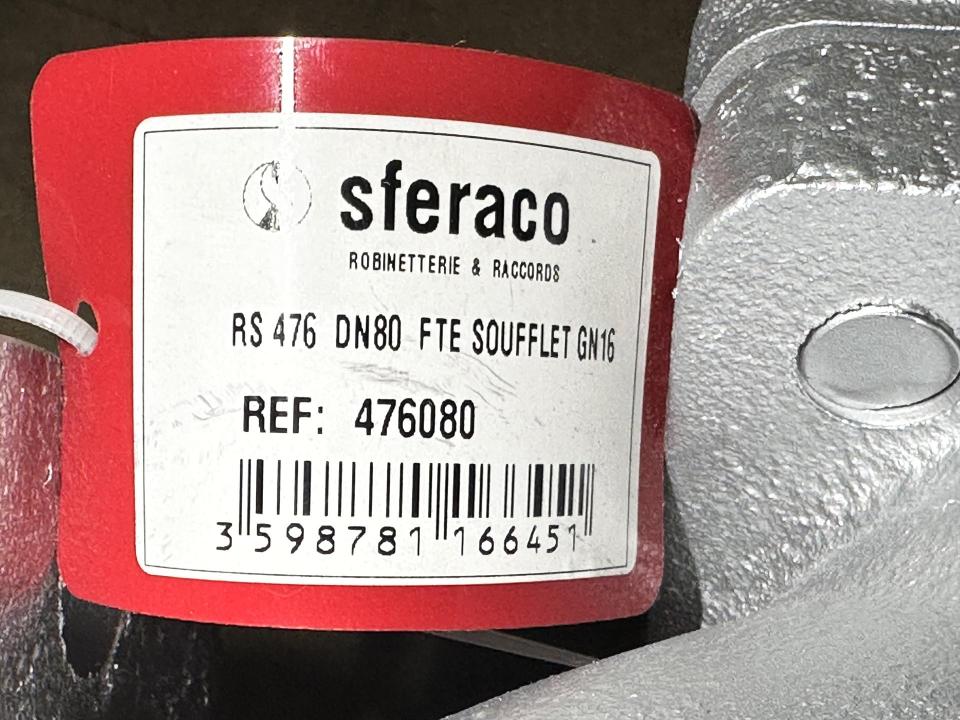 sferaco
ROBINETTERIE & RACCORDS
RS 476 DN80 FTE SOUFFLET GN16
REF: 476080
3 598781 166451